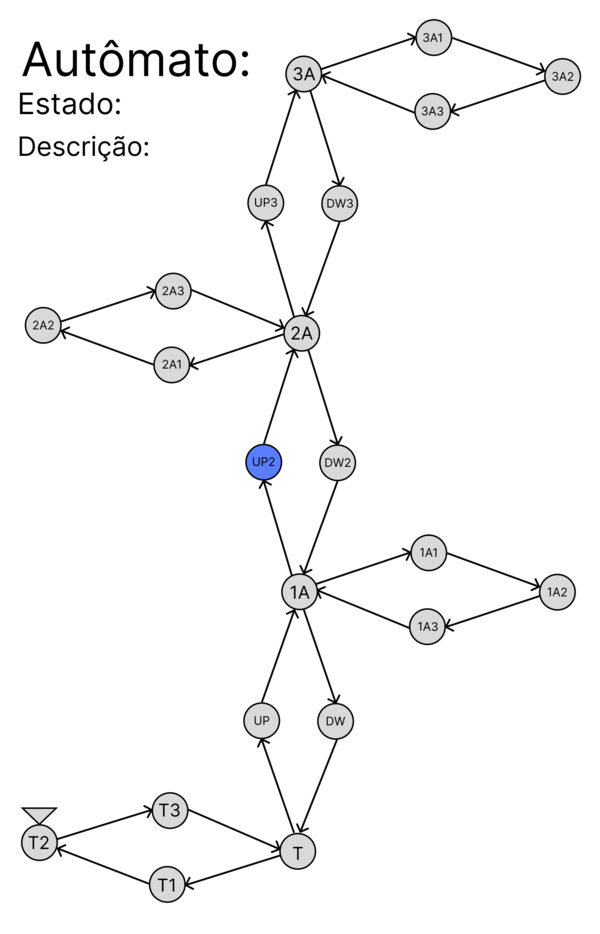 Autômato:
Estado:
Descrição:
3A
3A1
3A2
3A3
UP3
DW3
2A3
2A2
2A
2A1
UP2
DW2
1A1
1A
1A2
1A3
UP
DW
T3
T2
T
T1